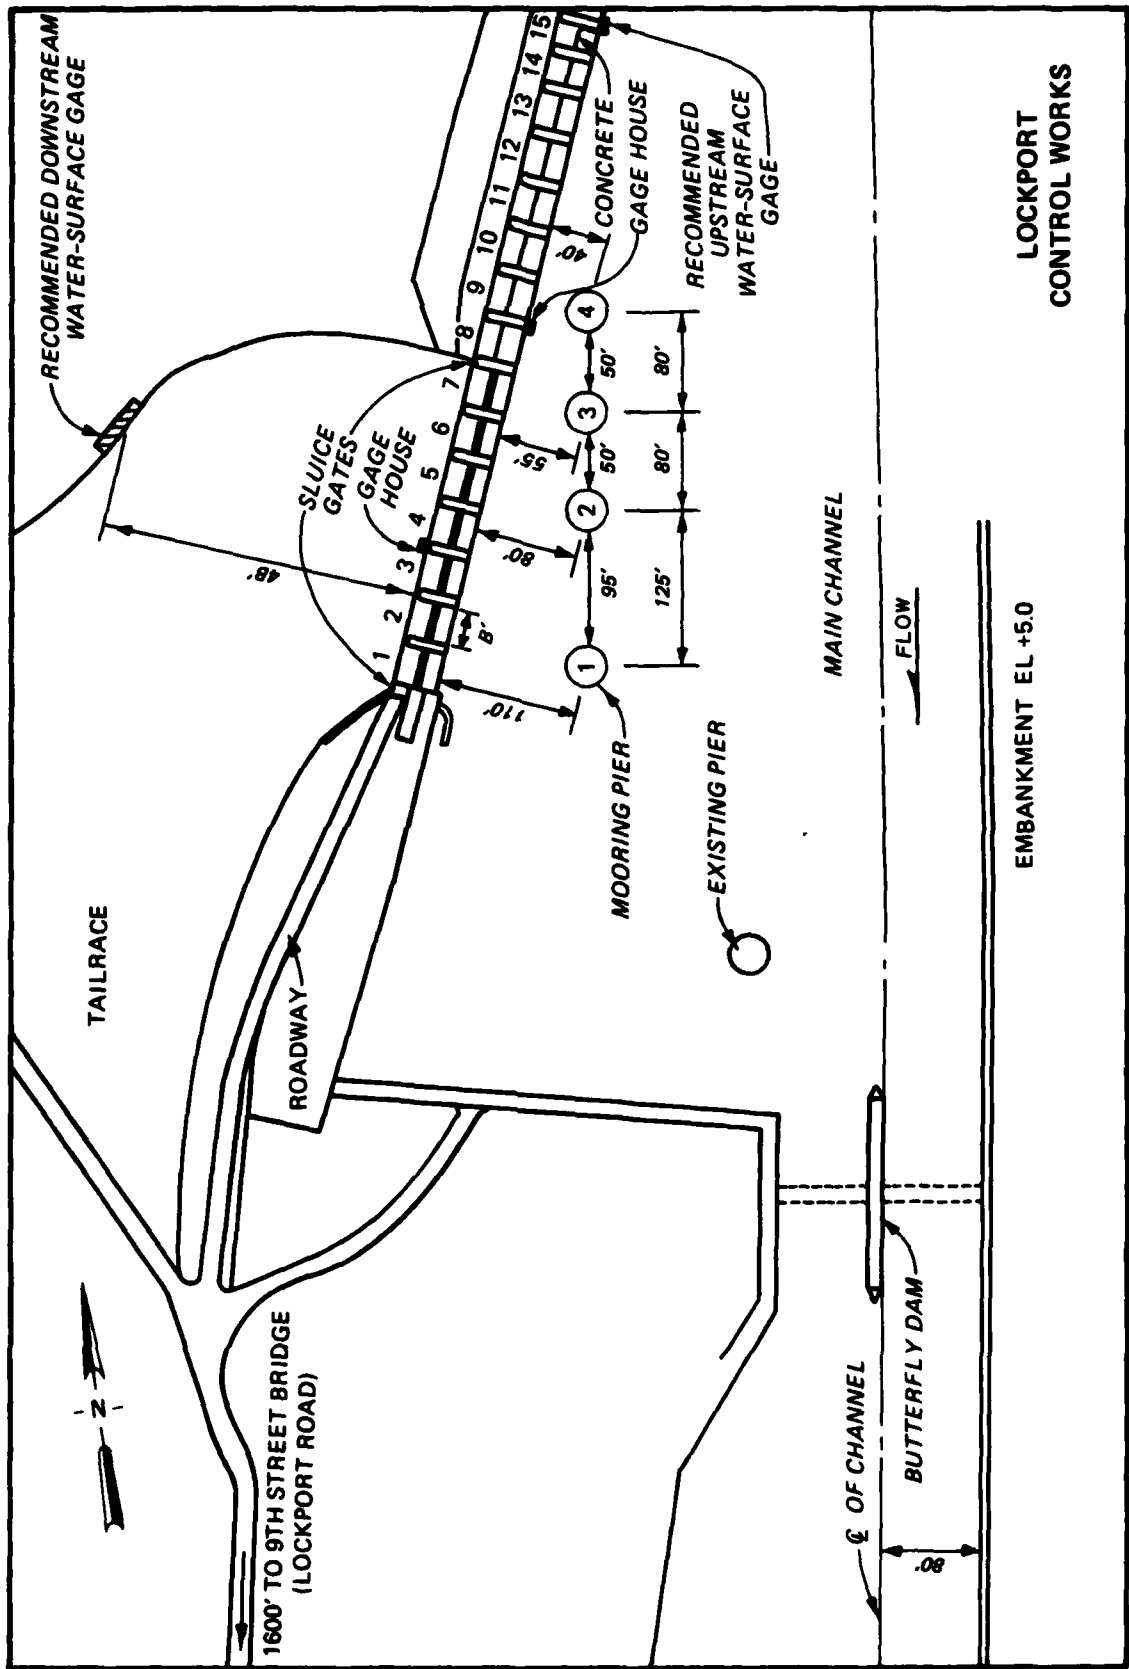 RECOMMENDED DOWNSTREAM
WATER-SURFACE GAGE
TAILRACE
N
1600' TO 9TH STREET BRIDGE
(LOCKPORT ROAD)
ROADWAY
SLUICE
GATES
GAGE
HOUSE
48'
1
2
3
4
5
6
7
8
9
10
11
12
13
14
15
B'
CONCRETE
GAGE HOUSE
RECOMMENDED
UPSTREAM
WATER-SURFACE
GAGE
110'
80'
55'
40'
1
2
3
4
95'
50'
50'
125'
80'
80'
MOORING PIER
EXISTING PIER
MAIN CHANNEL
FLOW
℄ OF CHANNEL
BUTTERFLY DAM
80'
EMBANKMENT EL +5.0
LOCKPORT
CONTROL WORKS